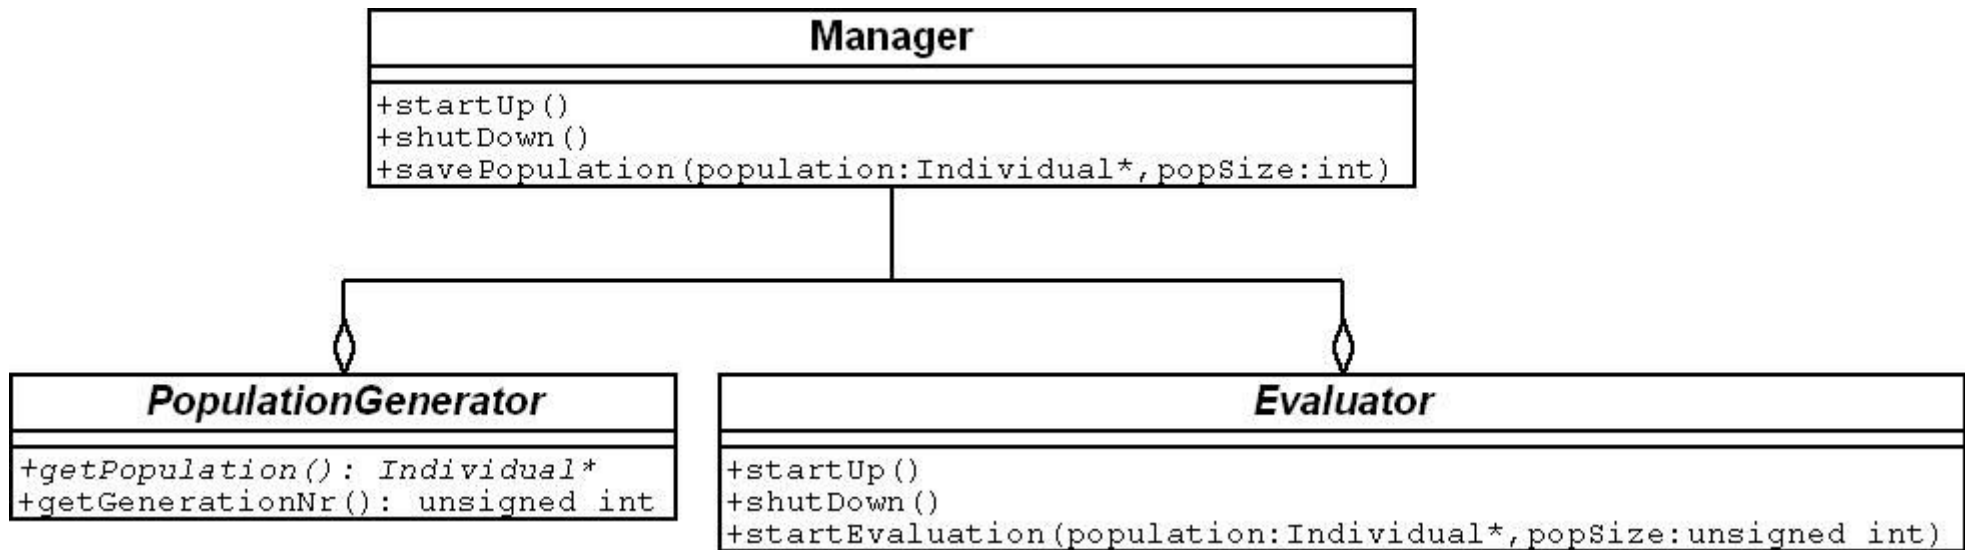 Manager
+startUp()
+shutDown()
+savePopulation(population:Individual*,popSize:int)
PopulationGenerator
+getPopulation(): Individual*
+getGenerationNr(): unsigned int
Evaluator
+startUp()
+shutDown()
+startEvaluation(population:Individual*,popSize:unsigned int)